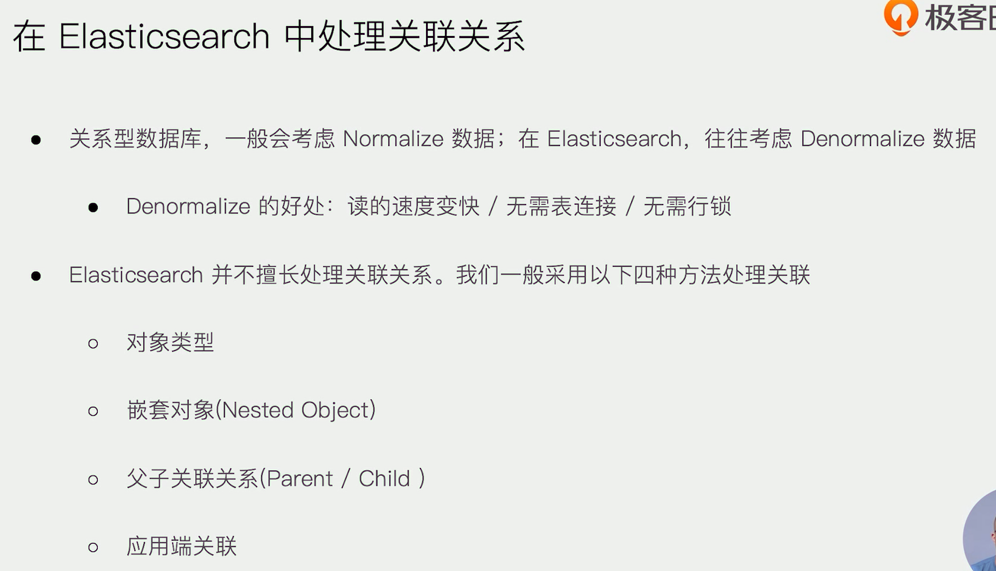 在 Elasticsearch 中处理关联关系
极客
● 关系型数据库，一般会考虑 Normalize 数据；在 Elasticsearch，往往考虑 Denormalize 数据
● Denormalize 的好处：读的速度变快 / 无需表连接 / 无需行锁
● Elasticsearch 并不擅长处理关联关系。我们一般采用以下四种方法处理关联
○ 对象类型
○ 嵌套对象(Nested Object)
○ 父子关联关系(Parent / Child )
○ 应用端关联